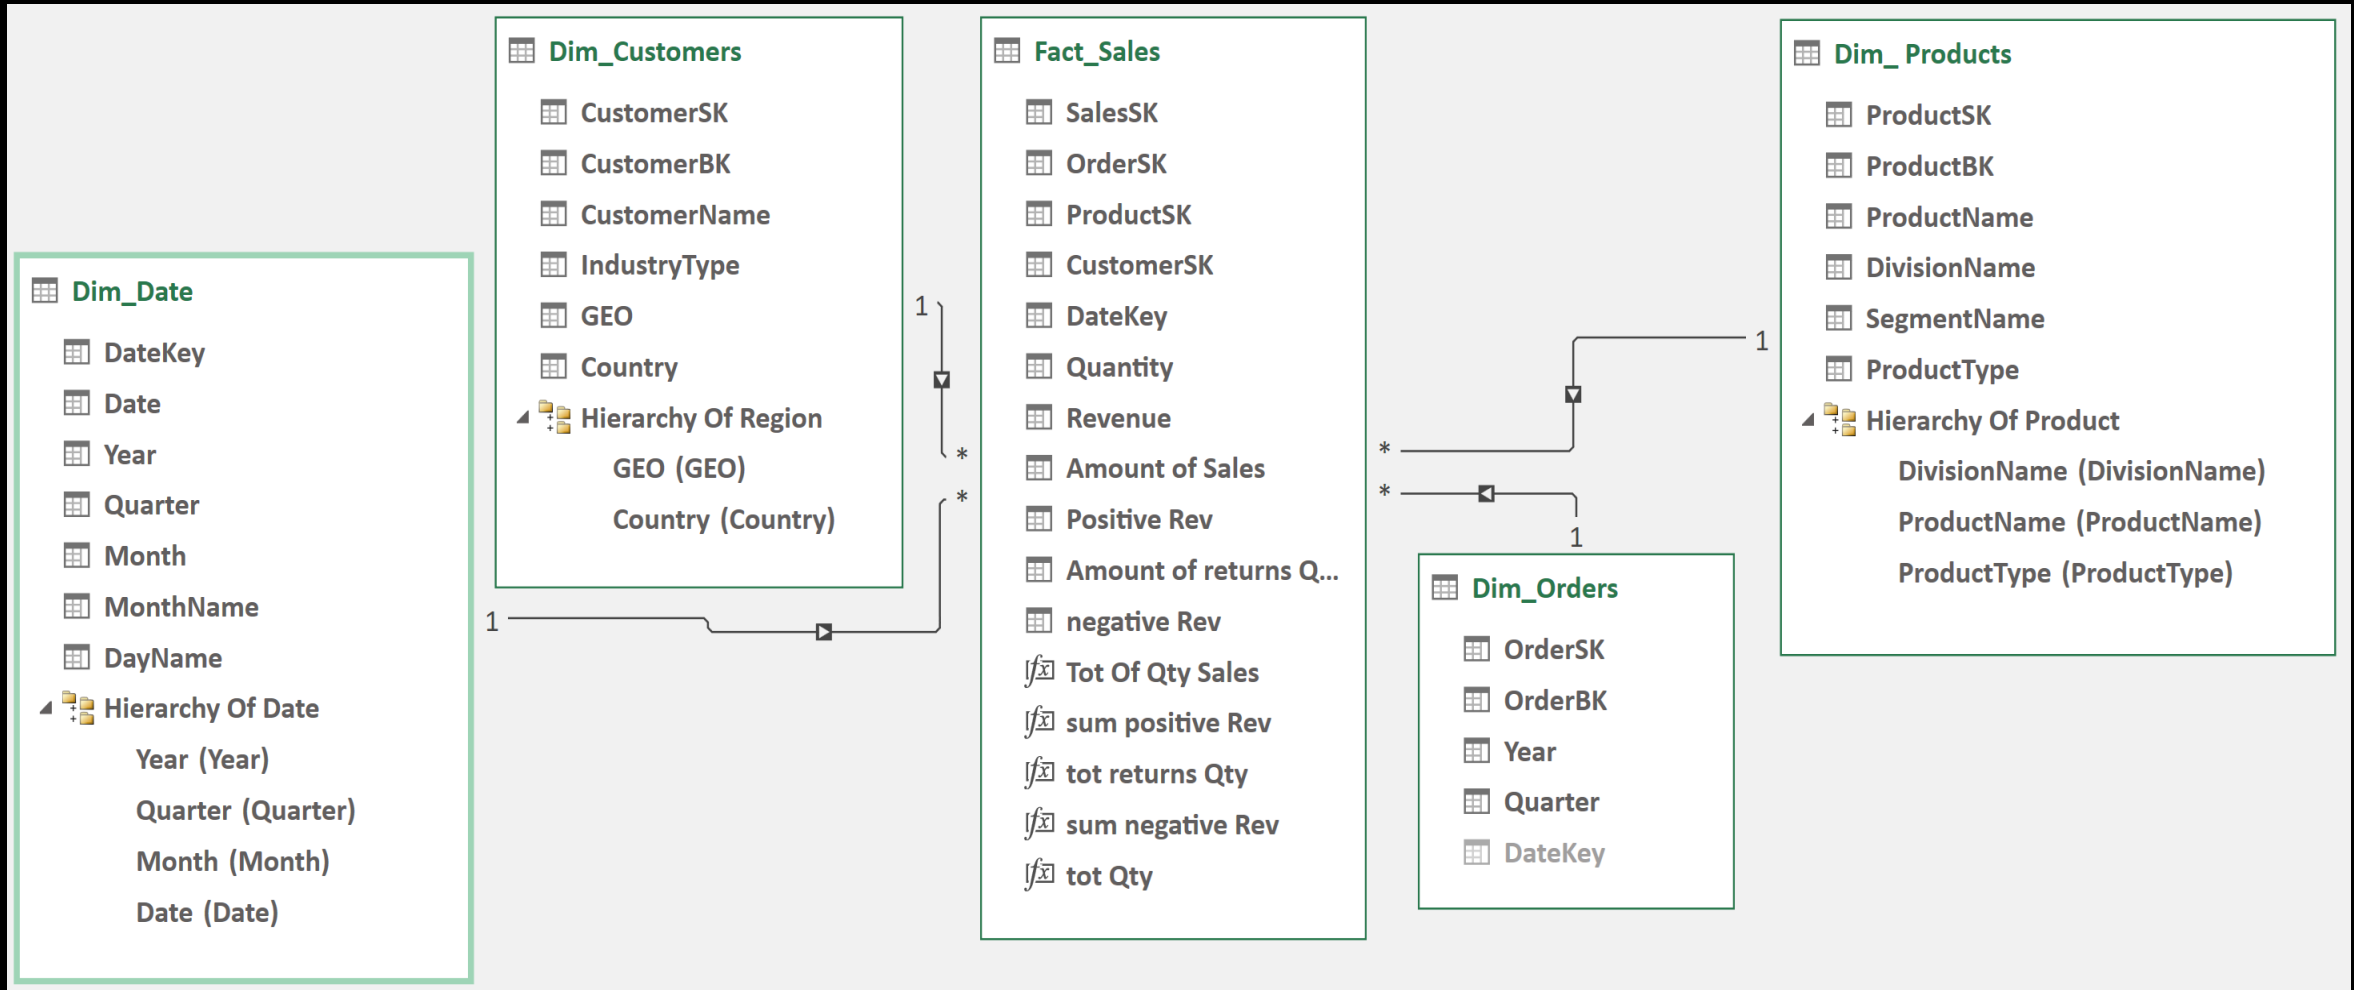 Dim_Date
DateKey
Date
Year
Quarter
Month
MonthName
DayName
Hierarchy Of Date
Year (Year)
Quarter (Quarter)
Month (Month)
Date (Date)
1
*
Dim_Customers
CustomerSK
CustomerBK
CustomerName
IndustryType
GEO
Country
Hierarchy Of Region
GEO (GEO)
Country (Country)
1
*
Fact_Sales
SalesSK
OrderSK
ProductSK
CustomerSK
DateKey
Quantity
Revenue
Amount of Sales
Positive Rev
Amount of returns Q...
negative Rev
Tot Of Qty Sales
sum positive Rev
tot returns Qty
sum negative Rev
tot Qty
*
1
*
1
Dim_Orders
OrderSK
OrderBK
Year
Quarter
DateKey
Dim_ Products
ProductSK
ProductBK
ProductName
DivisionName
SegmentName
ProductType
Hierarchy Of Product
DivisionName (DivisionName)
ProductName (ProductName)
ProductType (ProductType)